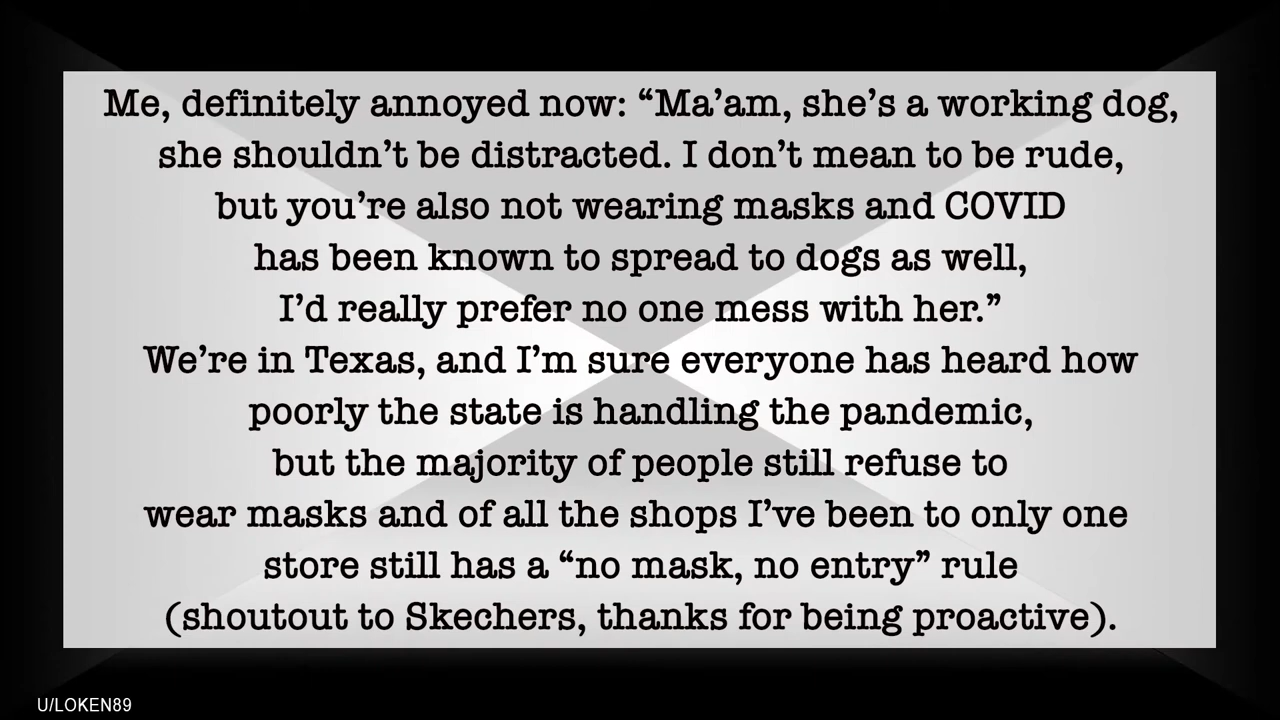 Me, definitely annoyed now: “Ma’am, she’s a working dog,
she shouldn’t be distracted. I don’t mean to be rude,
but you’re also not wearing masks and COVID
has been known to spread to dogs as well,
I’d really prefer no one mess with her.”
We’re in Texas, and I’m sure everyone has heard how
poorly the state is handling the pandemic,
but the majority of people still refuse to
wear masks and of all the shops I’ve been to only one
store still has a “no mask, no entry” rule
(shoutout to Skechers, thanks for being proactive).
U/LOKEN89